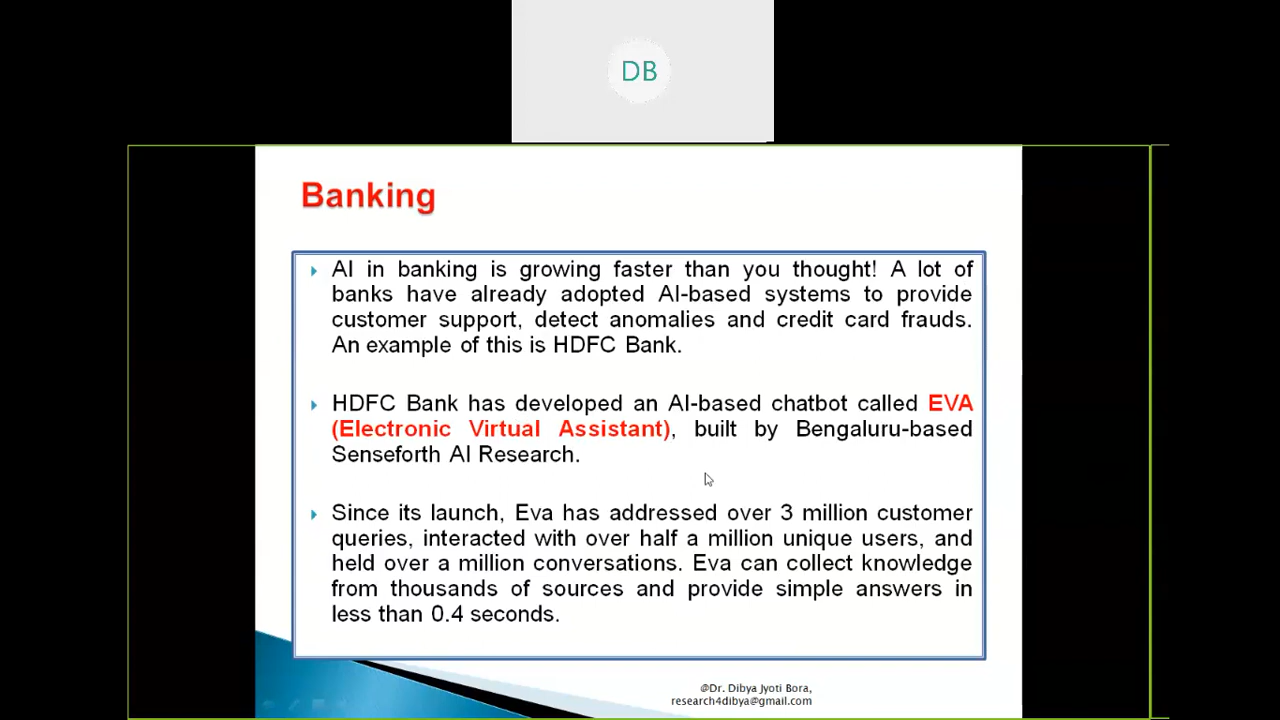 DB
Banking
AI in banking is growing faster than you thought! A lot of
banks have already adopted AI-based systems to provide
customer support, detect anomalies and credit card frauds.
An example of this is HDFC Bank.
HDFC Bank has developed an AI-based chatbot called EVA
(Electronic Virtual Assistant), built by Bengaluru-based
Senseforth AI Research.
Since its launch, Eva has addressed over 3 million customer
queries, interacted with over half a million unique users, and
held over a million conversations. Eva can collect knowledge
from thousands of sources and provide simple answers in
less than 0.4 seconds.
@Dr. Dibya Jyoti Bora,
research4dibya@gmail.com